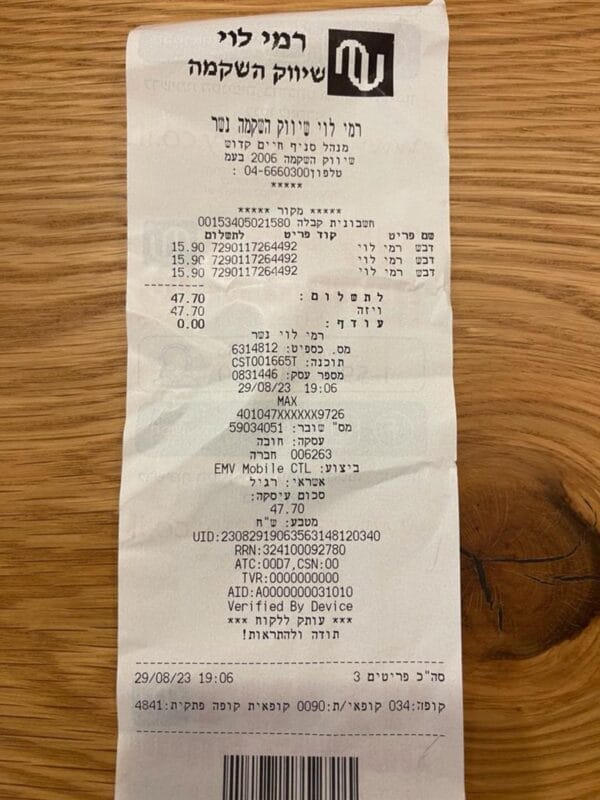 רמי לוי
שיווק השקמה
רמי לוי שיווק השקמה נשר
מנהל סניף חיים קדוש
שיווק השקמה 2006 בעמ
טלפון04-6660300 :
*****
***** מקור *****
חשבונית קבלה 00153405021580
שם פריט קוד פריט לתשלום
דבש רמי לוי 7290117264492 15.90
דבש רמי לוי 7290117264492 15.90
דבש רמי לוי 7290117264492 15.90
---------
לתשלום: 47.70
ויזה 47.70
עודף: 0.00
רמי לוי נשר
מס. כספיט: 6314812
תוכנה: CST001665T
מספר עסק: 0831446
29/08/23 19:06
MAX
401047XXXXXX9726
מס" שובר: 59034051
עסקה: חובה
006263 חברה
ביצוע: EMV Mobile CTL
אשראי: רגיל
סכום עיסקה:
47.70
מטבע: ש"ח
UID:23082919063563148120340
RRN:324100092780
ATC:00D7,CSN:00
TVR:0000000000
AID:A0000000031010
Verified By Device
*** עותק ללקוח ***
תודה ולהתראות!
סה"כ פריטים 3 29/08/23 19:06
קופה:034 קופאי/ת:0090 קופאית קופה פתקית:4841